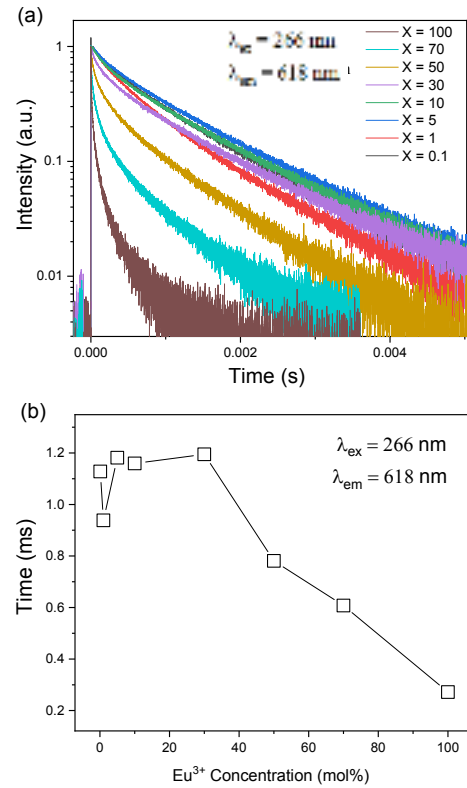 (a)
λex = 266 nm
λem = 618 nm
X = 100
X = 70
X = 50
X = 30
X = 10
X = 5
X = 1
X = 0.1
Intensity (a.u.)
1
0.1
0.01
0.000 0.002 0.004
Time (s)
(b)
λex = 266 nm
λem = 618 nm
Time (ms)
1.2
1.0
0.8
0.6
0.4
0.2
0 20 40 60 80 100
Eu³⁺ Concentration (mol%)